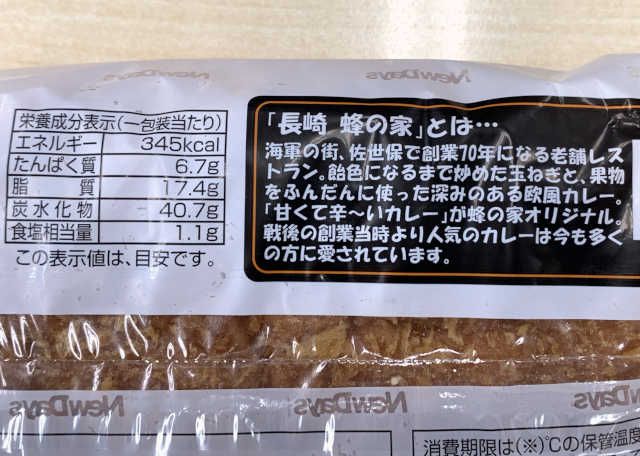 NewDays
NewDays
栄養成分表示(一包装当たり)
エネルギー 345kcal
たんぱく質 6.7g
脂 質 17.4g
炭水化物 40.7g
食塩相当量 1.1g
この表示値は、目安です。
「長崎 蜂の家」とは…
海軍の街、佐世保で創業70年になる老舗レス
トラン。飴色になるまで炒めた玉ねぎと、果物
をふんだんに使った深みのある欧風カレー。
「甘くて辛〜いカレー」が蜂の家オリジナル。
戦後の創業当時より人気のカレーは今も多く
の方に愛されています。
NewDays
NewDays
NewDays
消費期限は(※)℃の保管温度